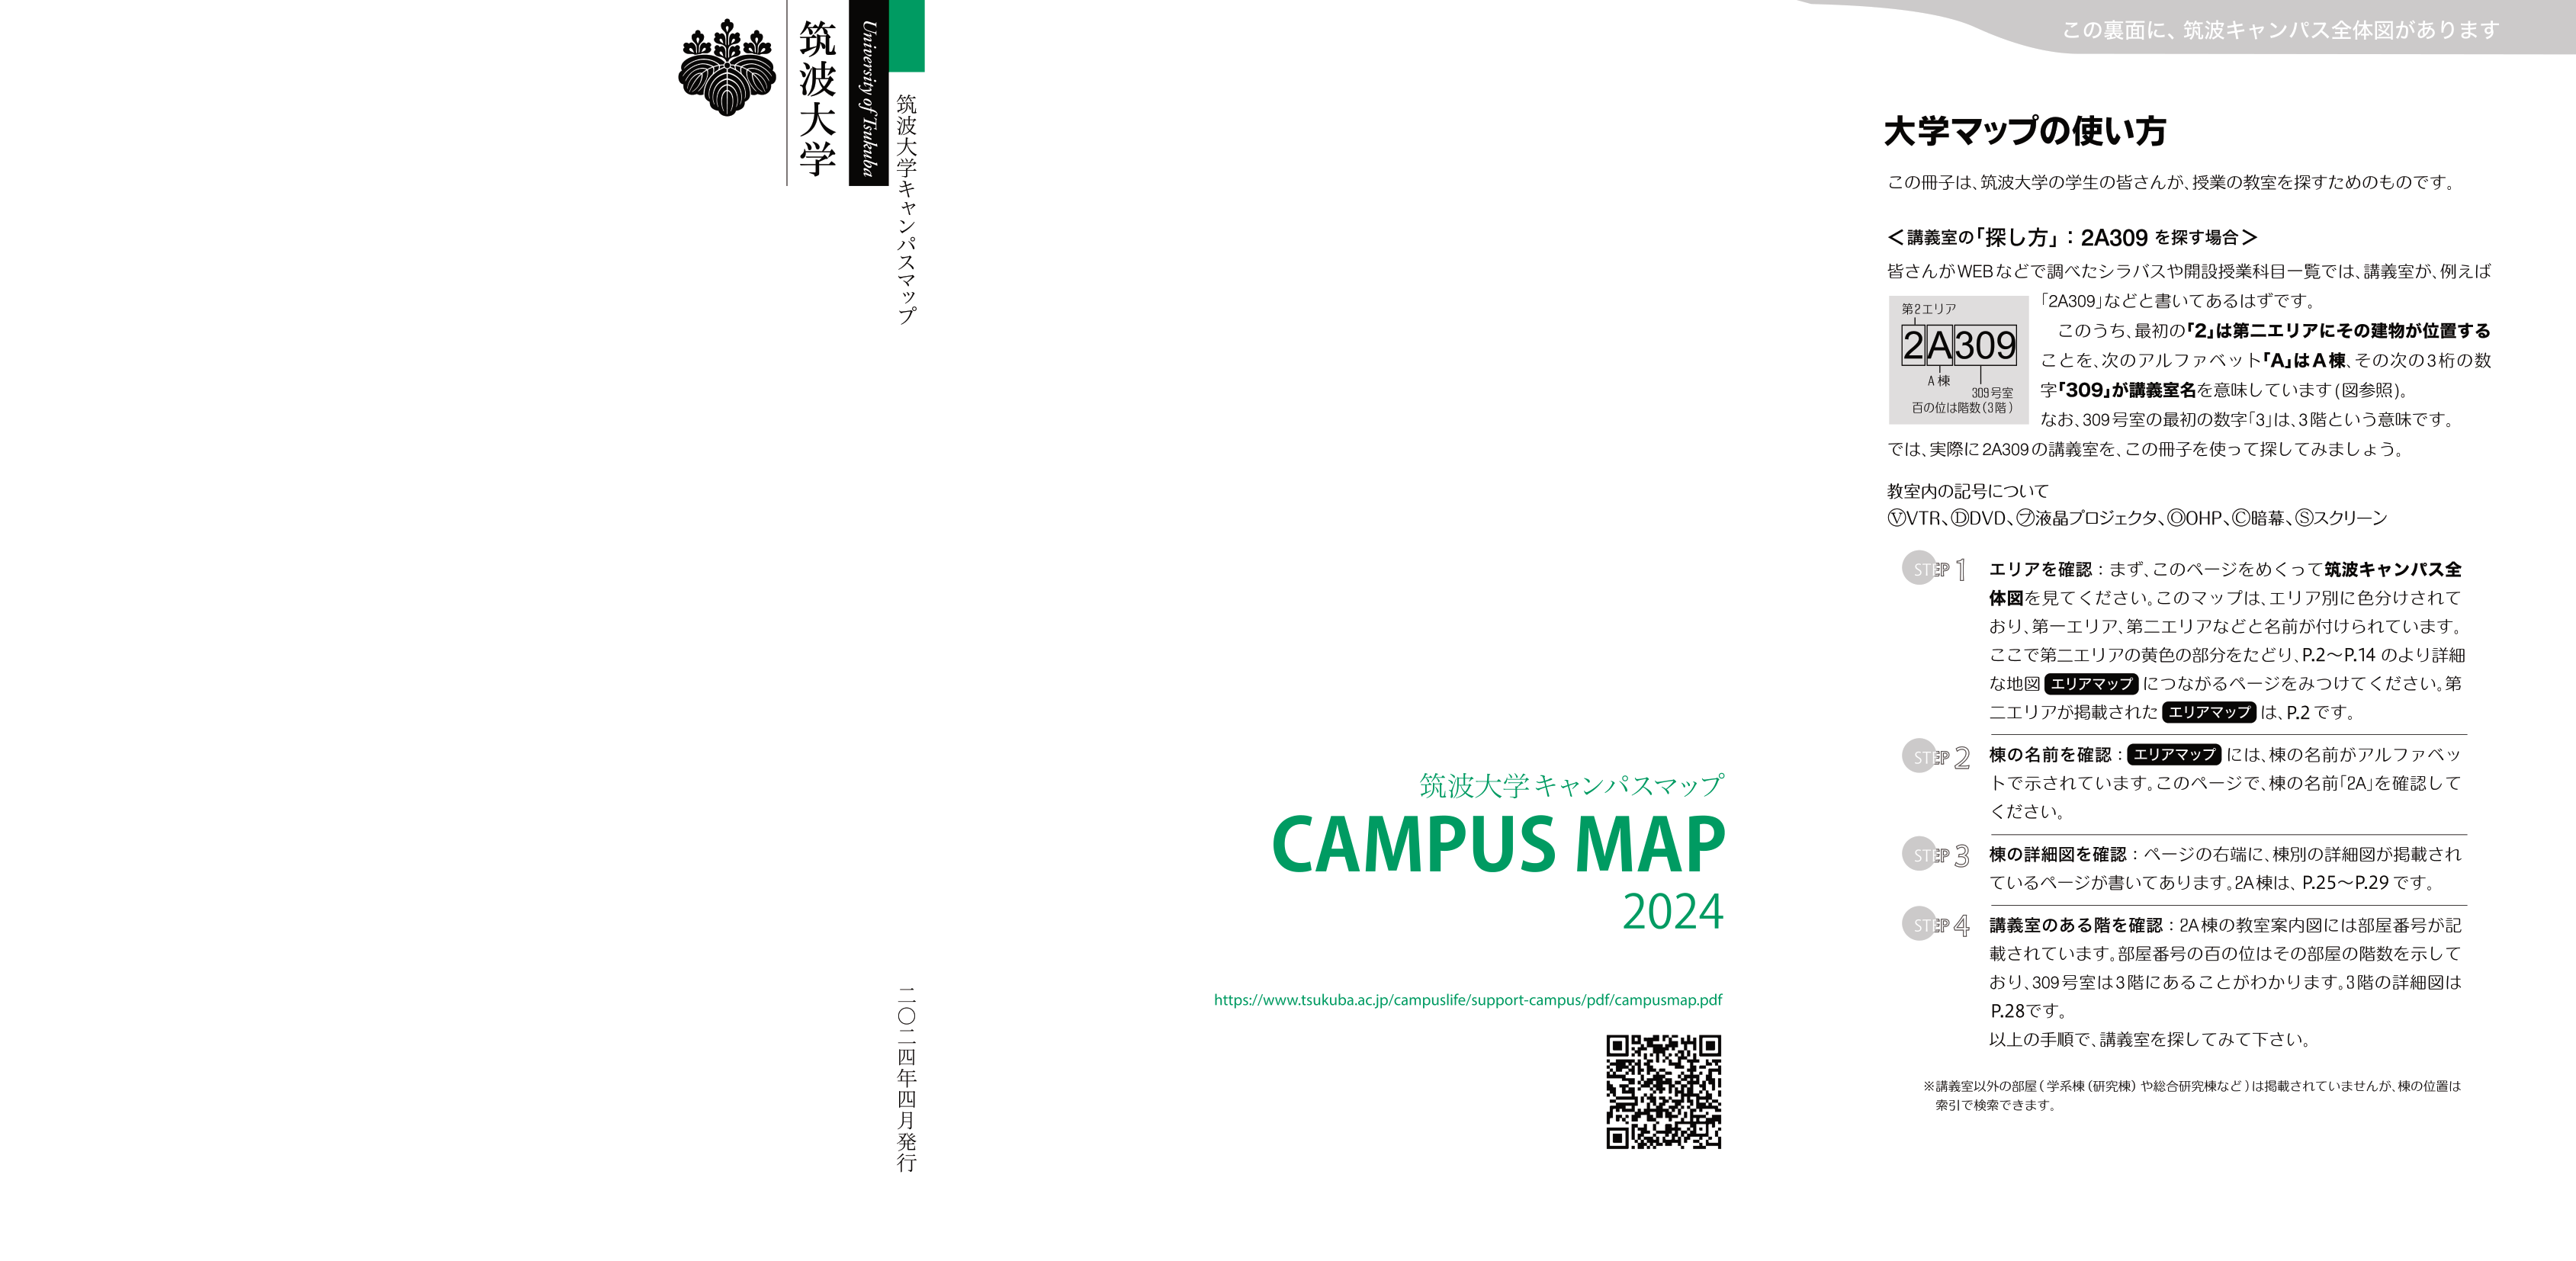 筑波大学
University of Tsukuba
筑波大学キャンパスマップ
二〇二四年四月発行
筑波大学キャンパスマップ
CAMPUS MAP
2024
https://www.tsukuba.ac.jp/campuslife/support-campus/pdf/campusmap.pdf
この裏面に、筑波キャンパス全体図があります
大学マップの使い方
この冊子は、筑波大学の学生の皆さんが、授業の教室を探すためのものです。
＜講義室の「探し方」：2A309 を探す場合＞
皆さんがWEBなどで調べたシラバスや開設授業科目一覧では、講義室が、例えば
「2A309」などと書いてあるはずです。
このうち、最初の「2」は第二エリアにその建物が位置する
ことを、次のアルファベット「A」はA棟、その次の3桁の数
字「309」が講義室名を意味しています(図参照)。
なお、309号室の最初の数字「3」は、3階という意味です。
第2エリア
2A309
A棟
309号室
百の位は階数(3階)
では、実際に2A309の講義室を、この冊子を使って探してみましょう。
教室内の記号について
ⓋVTR、ⒹDVD、㋫液晶プロジェクタ、ⓄOHP、Ⓒ暗幕、Ⓢスクリーン
STEP 1
エリアを確認：まず、このページをめくって筑波キャンパス全
体図を見てください。このマップは、エリア別に色分けされて
おり、第一エリア、第二エリアなどと名前が付けられています。
ここで第二エリアの黄色の部分をたどり、P.2〜P.14 のより詳細
な地図 エリアマップ につながるページをみつけてください。第
二エリアが掲載された エリアマップ は、P.2 です。
STEP 2
棟の名前を確認：エリアマップ には、棟の名前がアルファベッ
トで示されています。このページで、棟の名前「2A」を確認して
ください。
STEP 3
棟の詳細図を確認：ページの右端に、棟別の詳細図が掲載され
ているページが書いてあります。2A棟は、P.25〜P.29 です。
STEP 4
講義室のある階を確認：2A棟の教室案内図には部屋番号が記
載されています。部屋番号の百の位はその部屋の階数を示して
おり、309号室は3階にあることがわかります。3階の詳細図は
P.28です。
以上の手順で、講義室を探してみて下さい。
※講義室以外の部屋(学系棟(研究棟)や総合研究棟など)は掲載されていませんが、棟の位置は
索引で検索できます。